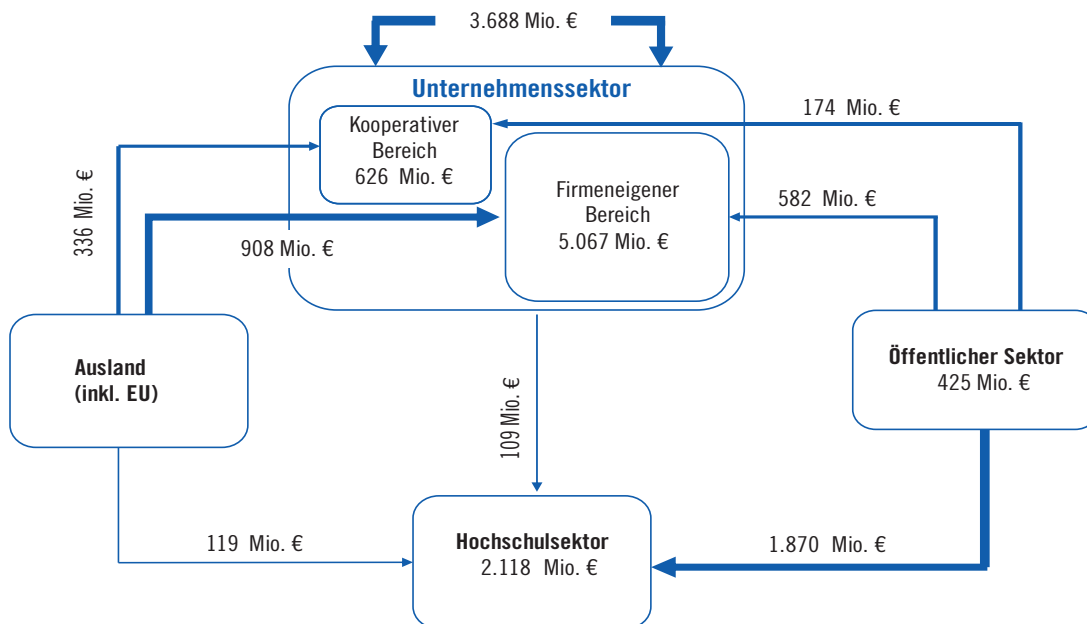 3.688 Mio. €
Unternehmenssektor
Kooperativer
Bereich
626 Mio. €
174 Mio. €
Firmeneigener
Bereich
5.067 Mio. €
582 Mio. €
336 Mio. €
908 Mio. €
Ausland
(inkl. EU)
Öffentlicher Sektor
425 Mio. €
109 Mio. €
119 Mio. €
Hochschulsektor
2.118 Mio. €
1.870 Mio. €